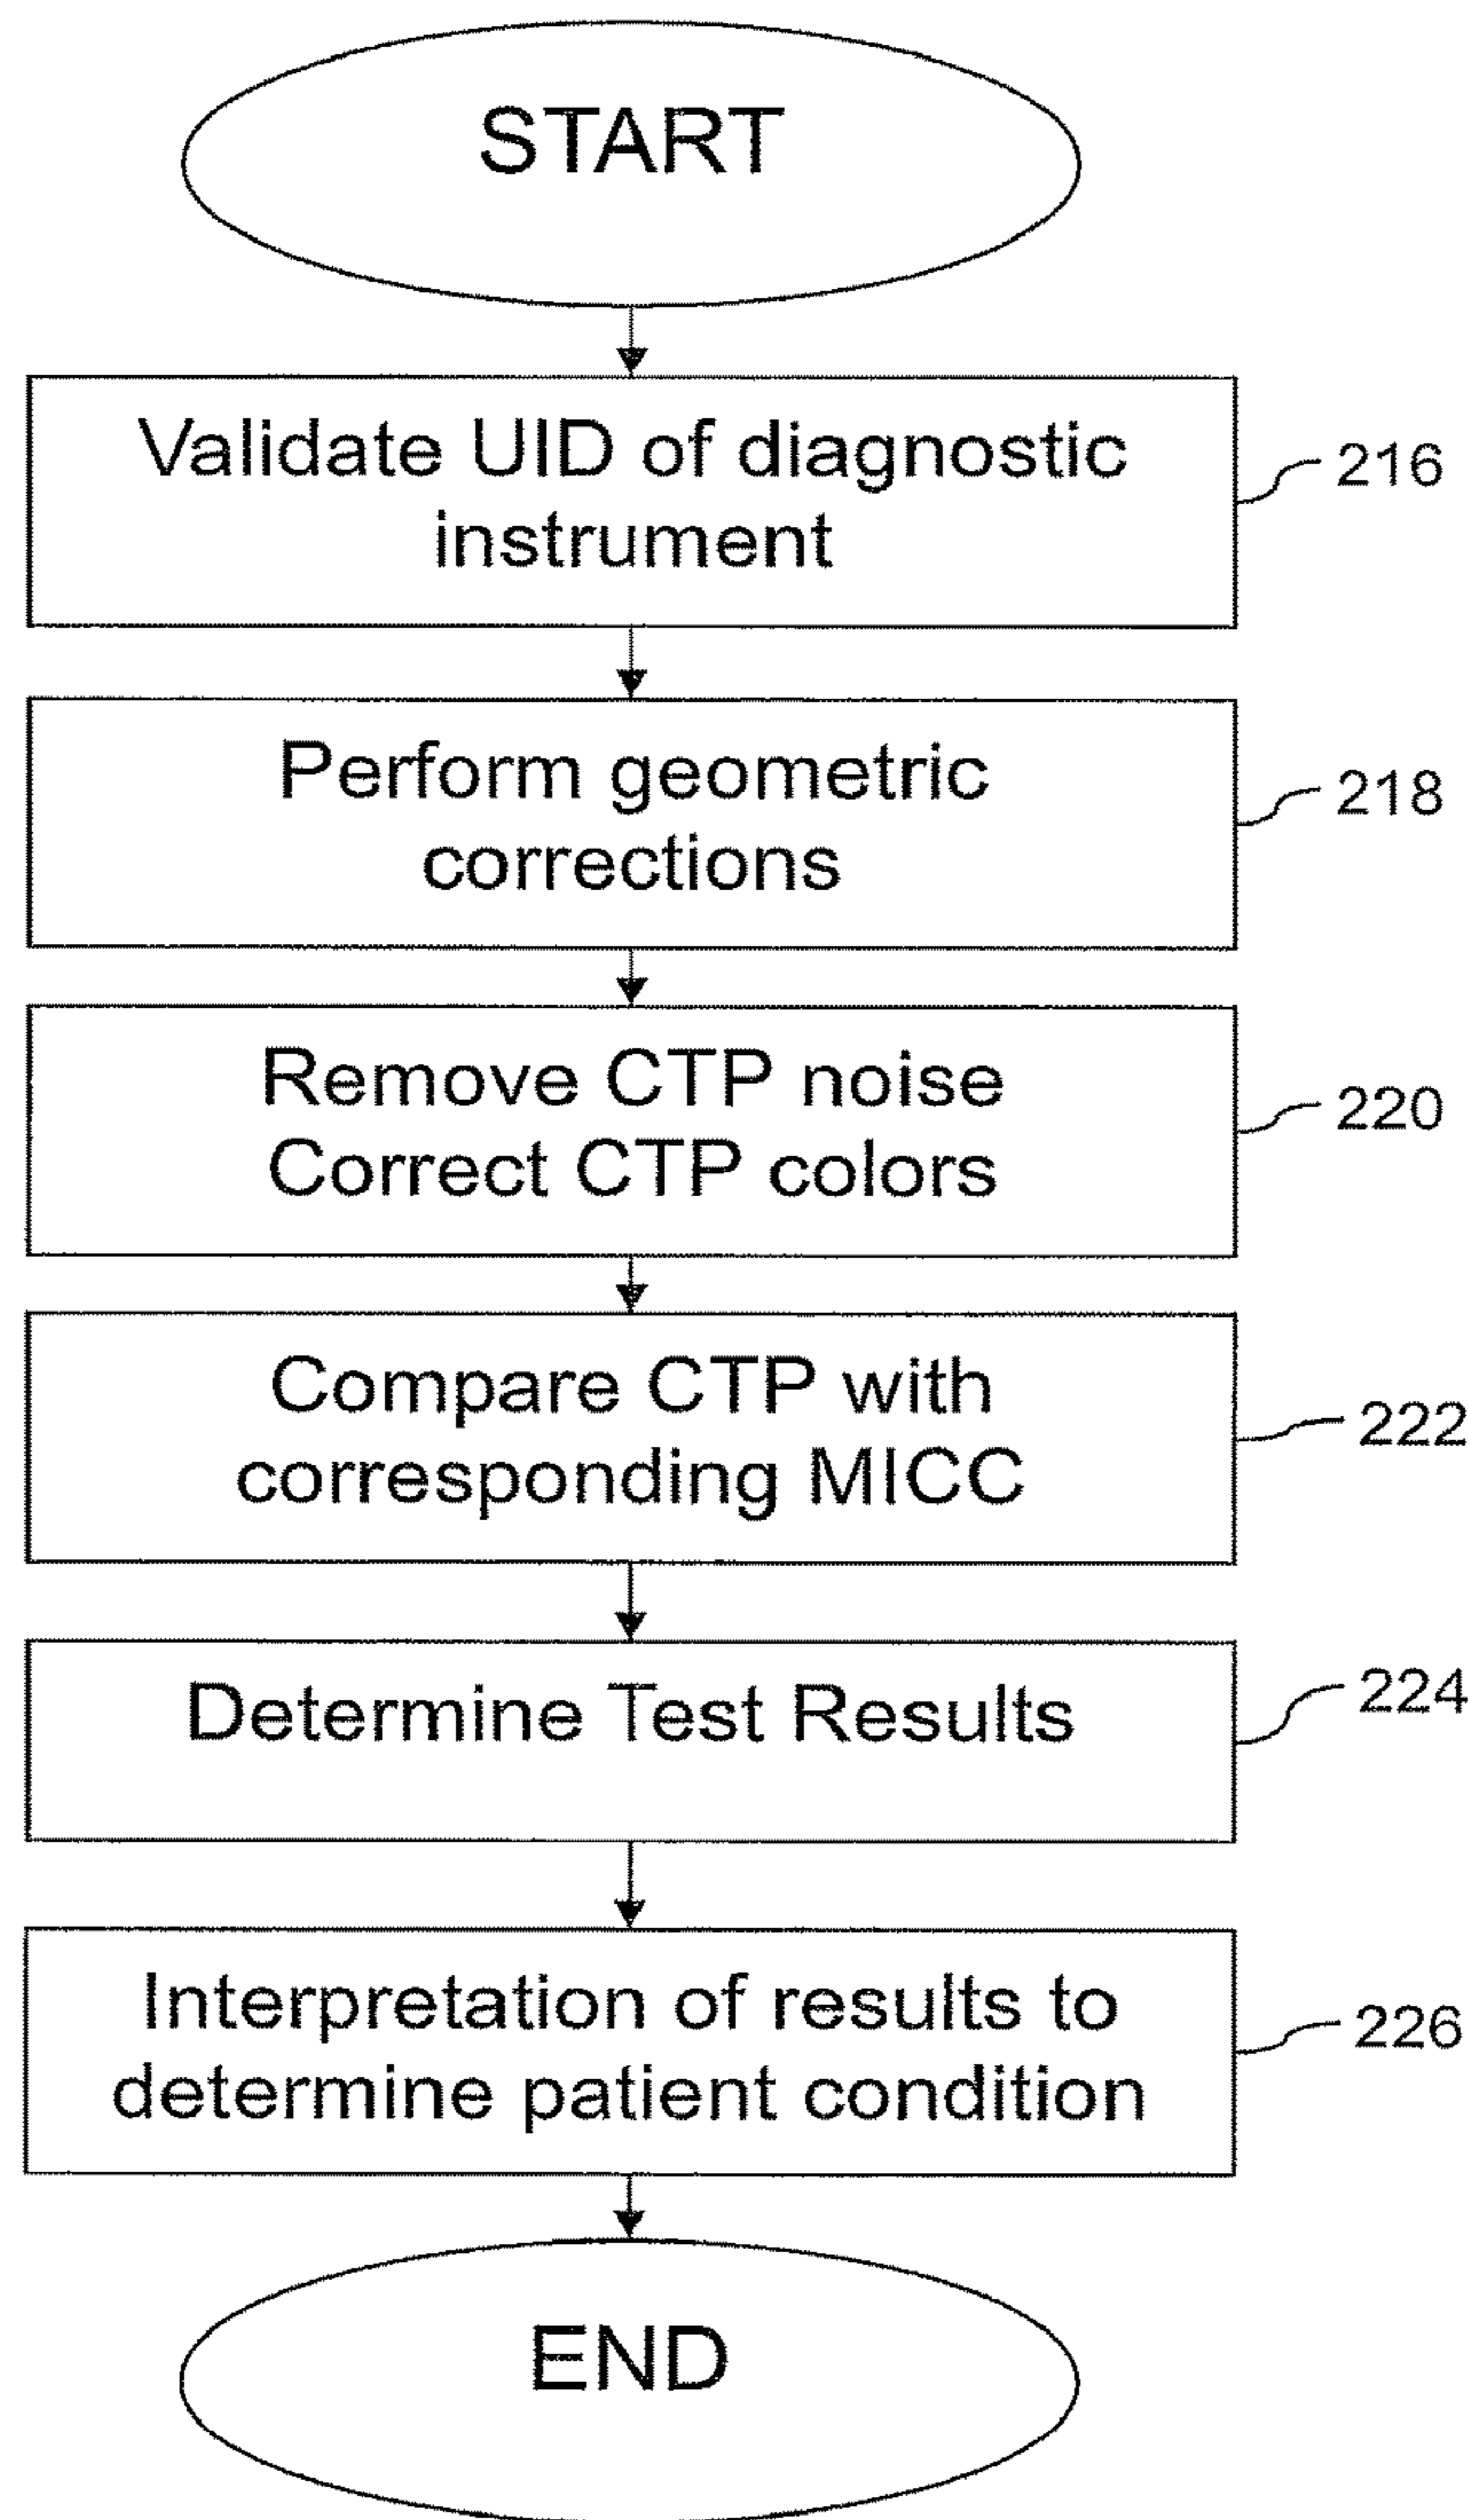 START
Validate UID of diagnostic
instrument
216
Perform geometric
corrections
218
Remove CTP noise
Correct CTP colors
220
Compare CTP with
corresponding MICC
222
Determine Test Results
224
Interpretation of results to
determine patient condition
226
END